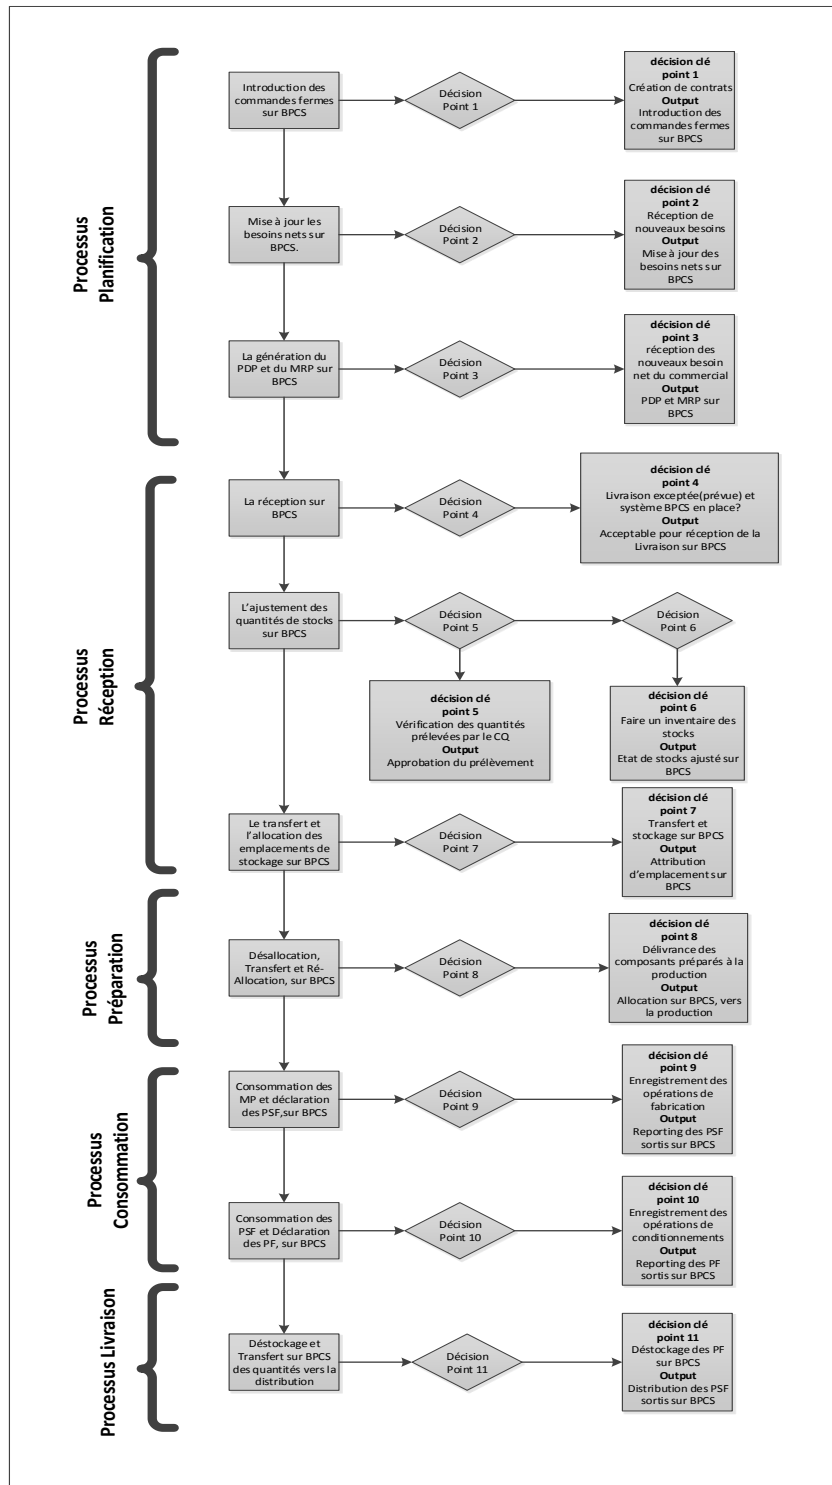 Processus
Planification
Introduction des
commandes fermes
sur BPCS
Décision
Point 1
décision clé
point 1
Création de contrats
Output
Introduction des
commandes fermes
sur BPCS
Mise à jour les
besoins nets sur
BPCS.
Décision
Point 2
décision clé
point 2
Réception de
nouveaux besoins
Output
Mise à jour des
besoins nets sur
BPCS
La génération du
PDP et du MRP sur
BPCS
Décision
Point 3
décision clé
point 3
réception des
nouveaux besoin
net du commercial
Output
PDP et MRP sur
BPCS
Processus
Réception
La réception sur
BPCS
Décision
Point 4
décision clé
point 4
Livraison exceptée(prévue) et
système BPCS en place?
Output
Acceptable pour réception de la
Livraison sur BPCS
L'ajustement des
quantités de stocks
sur BPCS
Décision
Point 5
Décision
Point 6
décision clé
point 5
Vérification des quantités
prélevées par le CQ
Output
Approbation du prélèvement
décision clé
point 6
Faire un inventaire des
stocks
Output
Etat de stocks ajusté sur
BPCS
Le transfert et
l'allocation des
emplacements de
stockage sur BPCS
Décision
Point 7
décision clé
point 7
Transfert et
stockage sur BPCS
Output
Attribution
d'emplacement sur
BPCS
Processus
Préparation
Désallocation,
Transfert et Ré-
Allocation, sur BPCS
Décision
Point 8
décision clé
point 8
Délivrance des
composants préparés à la
production
Output
Allocation sur BPCS, vers
la production
Processus
Consommation
Consommation des
MP et déclaration
des PSF,sur BPCS
Décision
Point 9
décision clé
point 9
Enregistrement des
opérations de
fabrication
Output
Reporting des PSF
sortis sur BPCS
Consommation des
PSF et Déclaration
des PF, sur BPCS
Décision
Point 10
décision clé
point 10
Enregistrement des
opérations de
conditionnements
Output
Reporting des PF
sortis sur BPCS
Processus Livraison
Déstockage et
Transfert sur BPCS
des quantités vers la
distribution
Décision
Point 11
décision clé
point 11
Déstockage des PF
sur BPCS
Output
Distribution des PSF
sortis sur BPCS